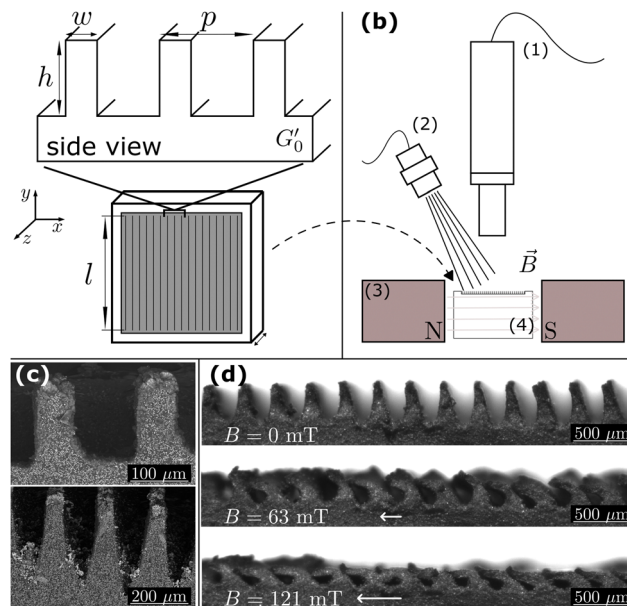 w
p
(b)
(1)
h
(2)
side view
G′₀
y
x
z
l
B⃗
(3)
(4)
N
S
(c)
(d)
B = 0 mT
500 μm
100 μm
B = 63 mT
500 μm
200 μm
B = 121 mT
500 μm